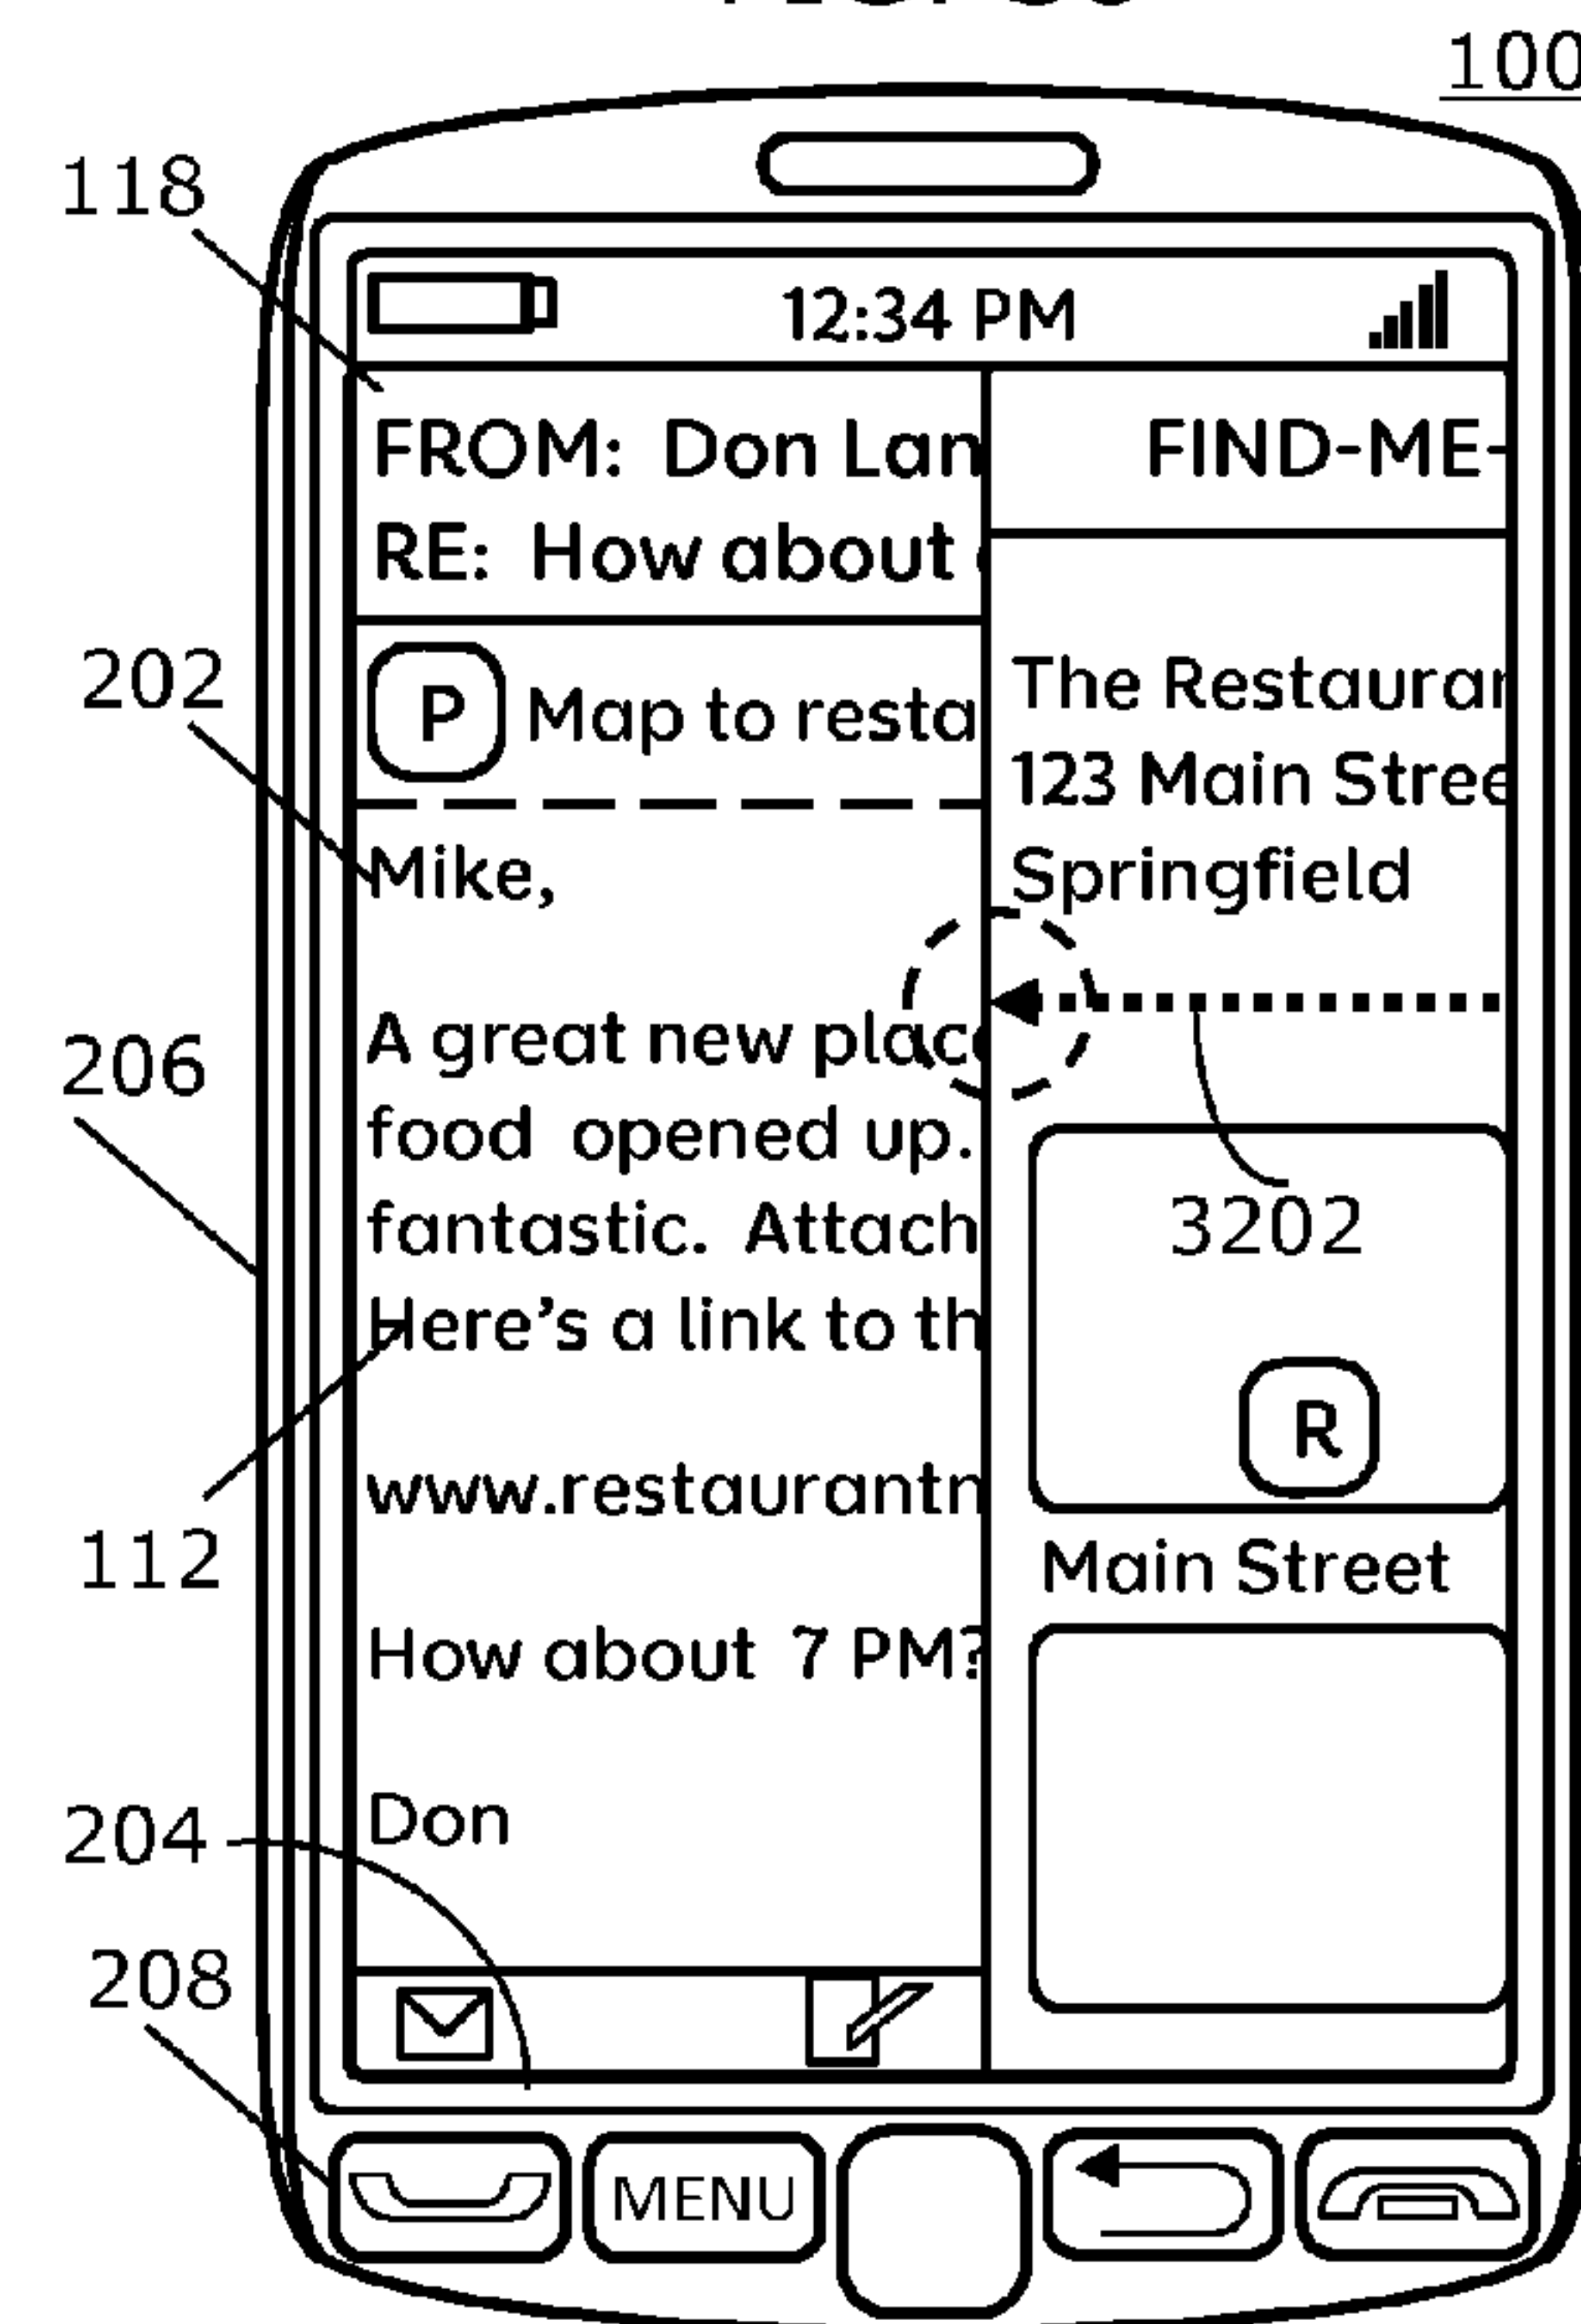 100
118
12:34 PM
FROM: Don Lan
RE: How about
FIND-ME-
202
P Map to resta
The Restaurar
123 Main Stree
Springfield
Mike,
206
A great new place
food opened up.
fantastic. Attach
Here's a link to th
3202
R
www.restaurantn
112
Main Street
How about 7 PM?
204
Don
208
MENU